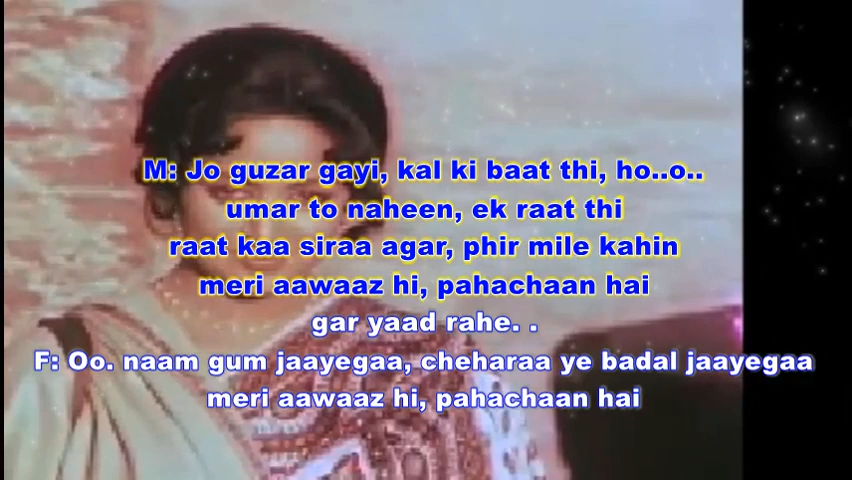 M: Jo guzar gayi, kal ki baat thi, ho..o..
umar to naheen, ek raat thi
raat kaa siraa agar, phir mile kahin
meri aawaaz hi, pahachaan hai
gar yaad rahe. .
F: Oo. naam gum jaayegaa, cheharaa ye badal jaayegaa
meri aawaaz hi, pahachaan hai